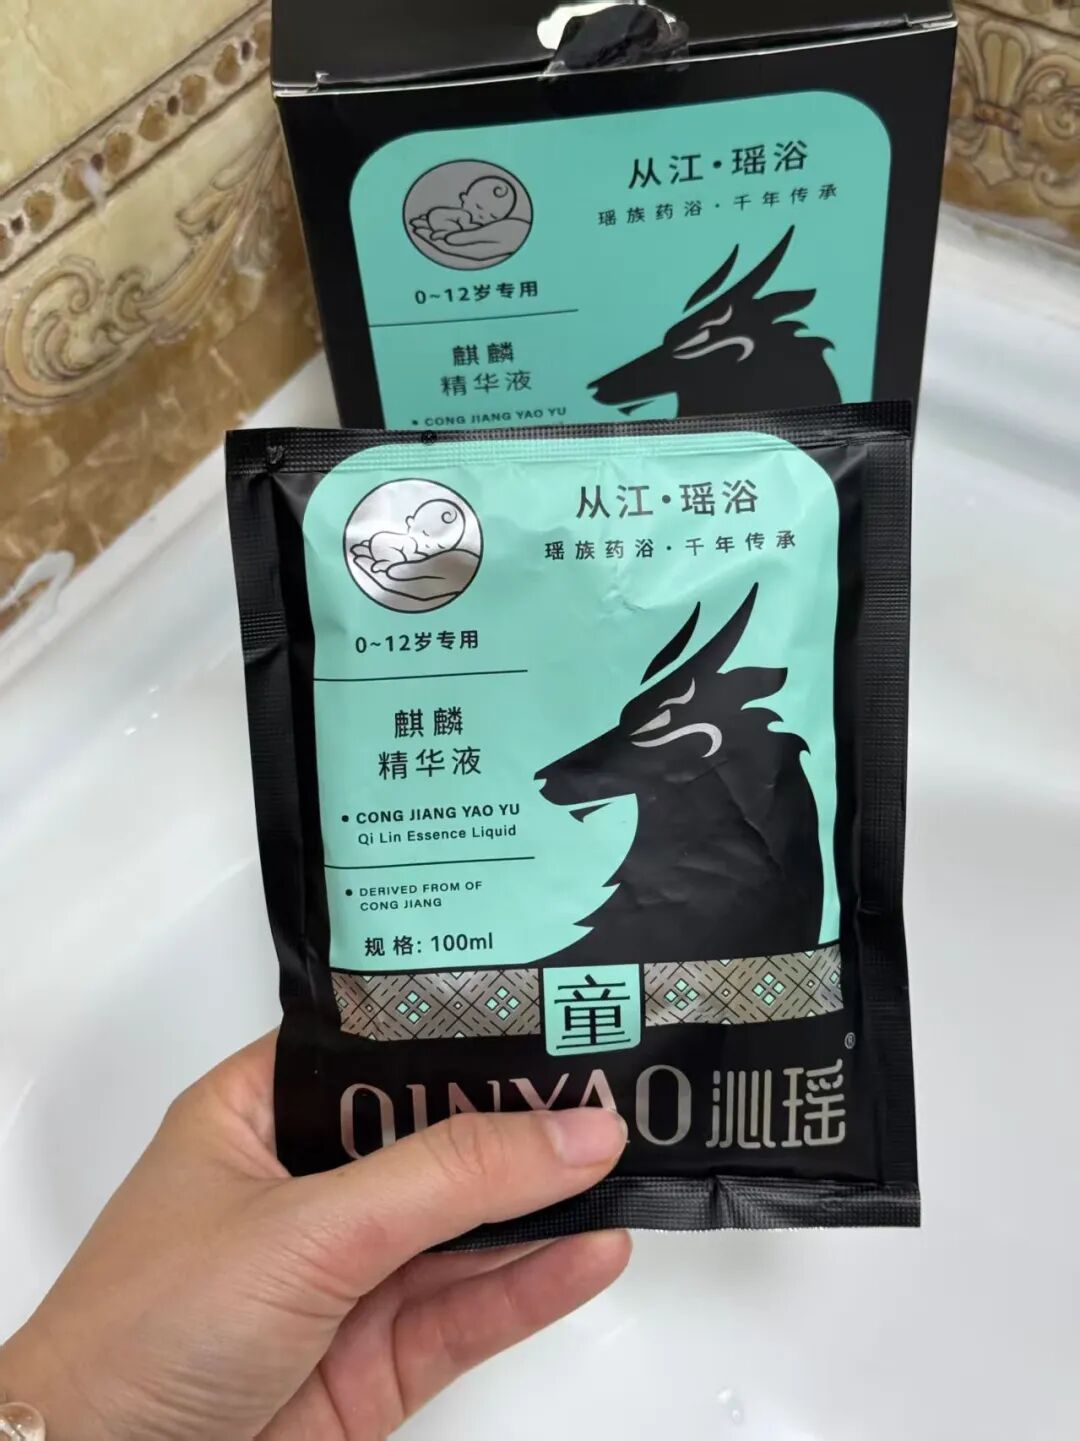 从江·瑶浴
瑶族药浴·千年传承
0~12岁专用
麒麟
精华液
• CONG JIANG YAO YU
从江·瑶浴
瑶族药浴·千年传承
0~12岁专用
麒麟
精华液
• CONG JIANG YAO YU
Qi Lin Essence Liquid
• DERIVED FROM OF
CONG JIANG
规格: 100ml
童
QINYAO 沁瑶®